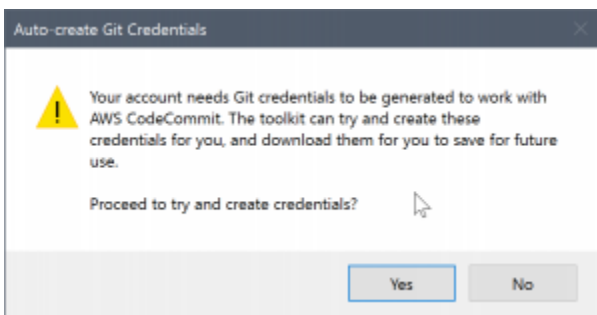 Auto-create Git Credentials
Your account needs Git credentials to be generated to work with
AWS CodeCommit. The toolkit can try and create these
credentials for you, and download them for you to save for future
use.
Proceed to try and create credentials?
Yes No